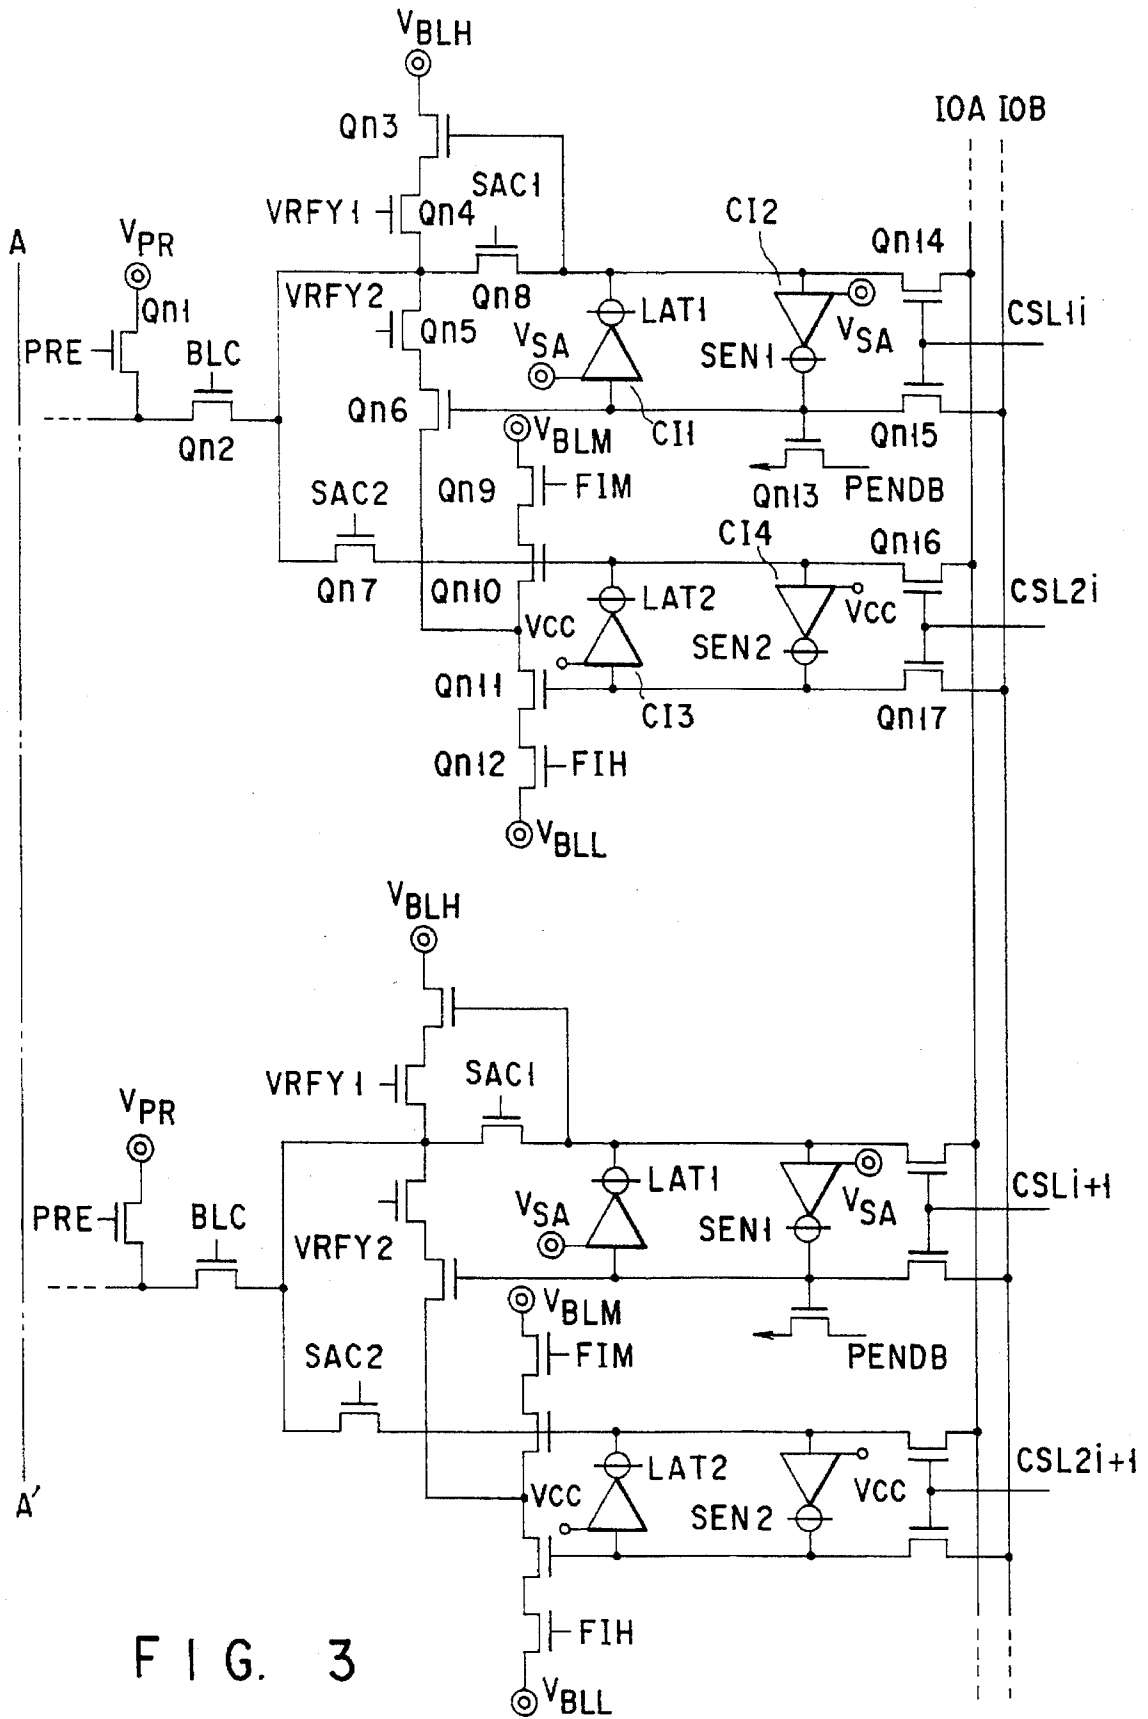 VBLH
IOA IOB
Qn3
SAC1
CI2
VRFY1
Qn4
Qn14
A
VPR
VRFY2
Qn8
CSL1i
Qn1
Qn5
LAT1
VSA
PRE
BLC
VSA
SEN1
Qn6
Qn2
VBLM
CI1
Qn15
Qn9
FIM
Qn13
PENDB
SAC2
CI4
Qn16
Qn7
Qn10
LAT2
VCC
CSL2i
VCC
SEN2
Qn11
CI3
Qn17
Qn12
FIH
VBLL
VBLH
VRFY1
SAC1
VPR
LAT1
CSLi+1
PRE
BLC
VSA
SEN1
VSA
VRFY2
VBLM
SAC2
FIM
PENDB
LAT2
CSL2i+1
A'
VCC
SEN2
VCC
FIH
FIG. 3
VBLL